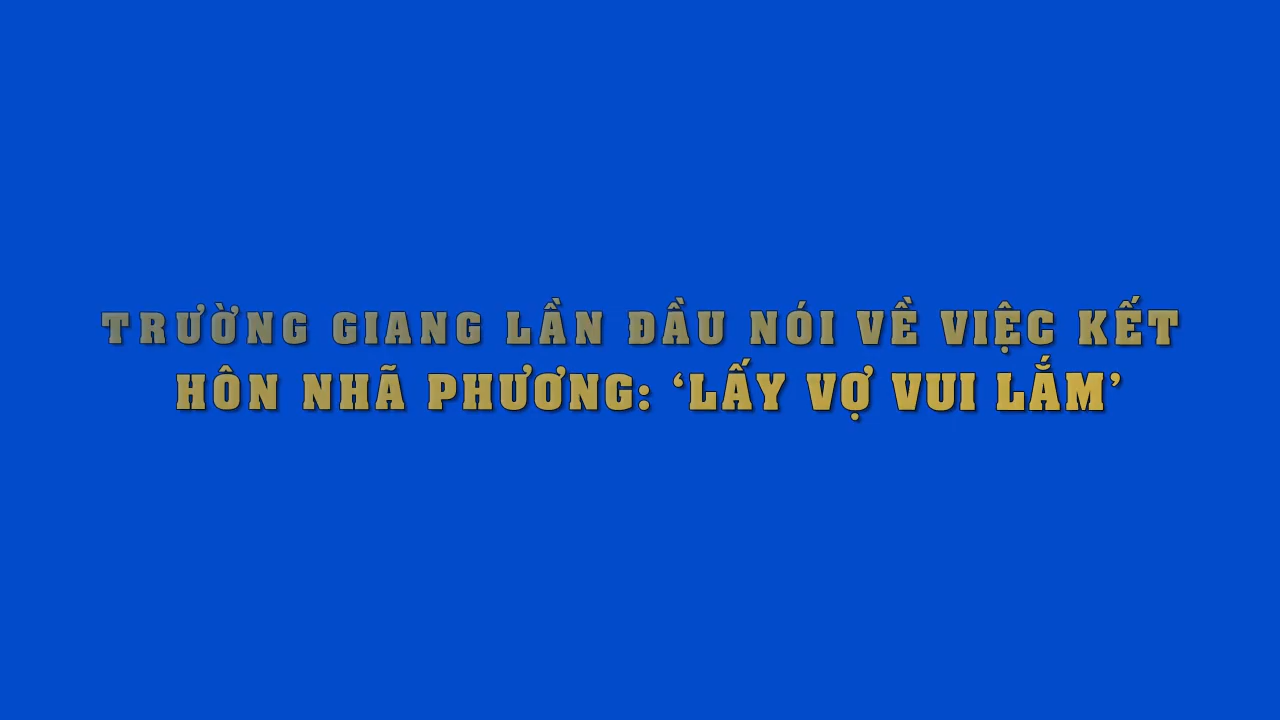 TRƯỜNG GIANG LẦN ĐẦU NÓI VỀ VIỆC KẾT
HÔN NHÃ PHƯƠNG: ‘LẤY VỢ VUI LẮM’